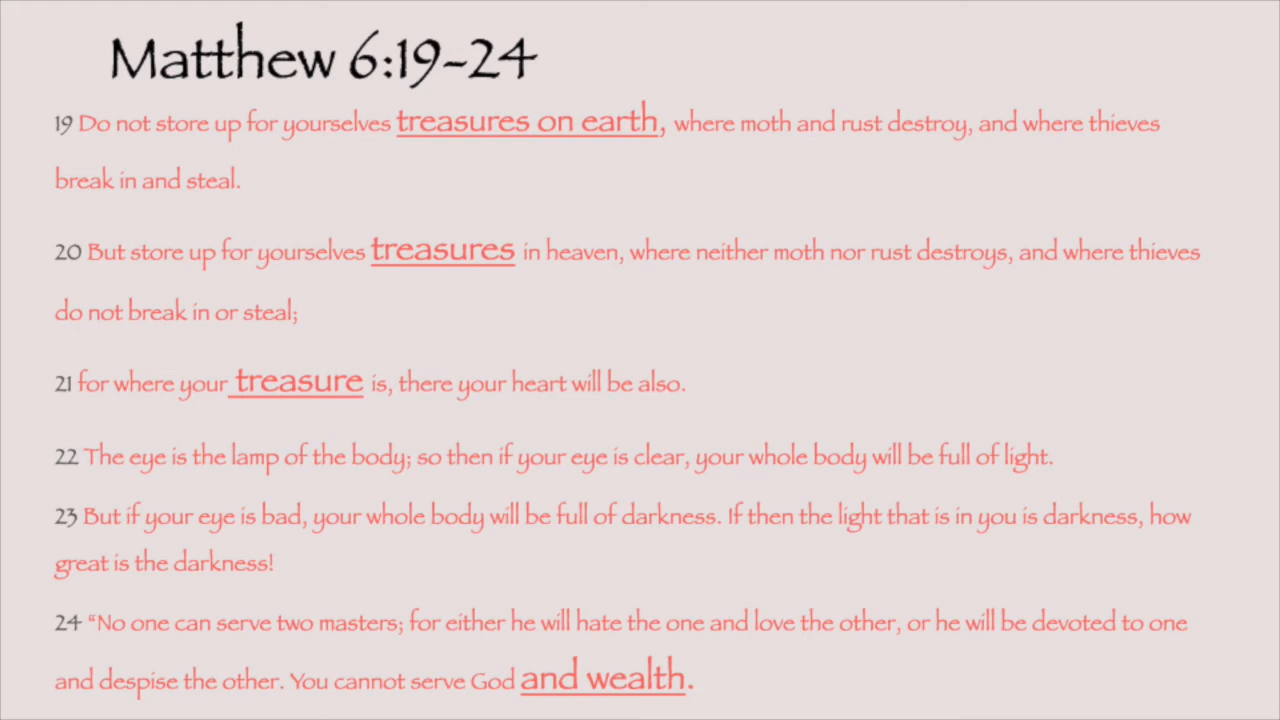 Matthew 6:19-24
19 Do not store up for yourselves treasures on earth, where moth and rust destroy, and where thieves
break in and steal.
20 But store up for yourselves treasures in heaven, where neither moth nor rust destroys, and where thieves
do not break in or steal;
21 for where your treasure is, there your heart will be also.
22 The eye is the lamp of the body; so then if your eye is clear, your whole body will be full of light.
23 But if your eye is bad, your whole body will be full of darkness. If then the light that is in you is darkness, how
great is the darkness!
24 “No one can serve two masters; for either he will hate the one and love the other, or he will be devoted to one
and despise the other. You cannot serve God and wealth.